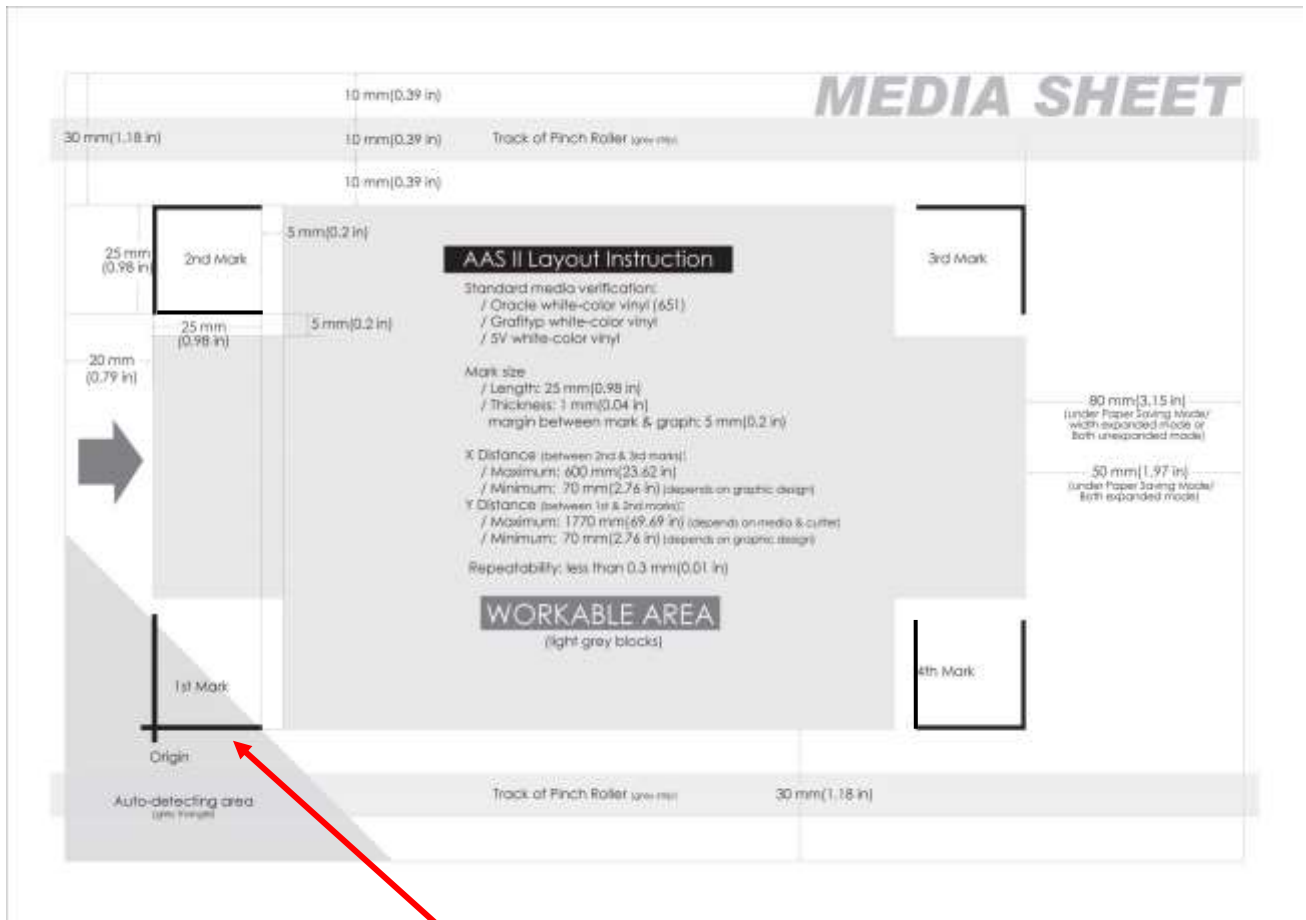 MEDIA SHEET
10 mm(0.39 in)
30 mm(1.18 in)
10 mm(0.39 in)
Track of Pinch Roller (grey strip)
10 mm(0.39 in)
5 mm(0.2 in)
25 mm
(0.98 in)
2nd Mark
3rd Mark
AAS II Layout Instruction
Standard media verification:
/ Oracle white-color vinyl (651)
/ Grafityp white-color vinyl
/ SV white-color vinyl
25 mm
(0.98 in)
5 mm(0.2 in)
20 mm
(0.79 in)
Mark size
/ Length: 25 mm(0.98 in)
/ Thickness: 1 mm(0.04 in)
margin between mark & graph: 5 mm(0.2 in)
80 mm(3.15 in)
(under Paper Saving Mode/
width expanded mode or
Both unexpanded mode)
X Distance (between 2nd & 3rd marks):
/ Maximum: 600 mm(23.62 in)
/ Minimum: 70 mm(2.76 in) (depends on graphic design)
Y Distance (between 1st & 2nd marks):
/ Maximum: 1770 mm(69.69 in) (depends on media & cutter)
/ Minimum: 70 mm(2.76 in) (depends on graphic design)
50 mm(1.97 in)
(under Paper Saving Mode/
Both expanded mode)
Repeatability: less than 0.3 mm(0.01 in)
WORKABLE AREA
(light grey blocks)
1st Mark
4th Mark
Origin
Auto-detecting area
(grey triangle)
Track of Pinch Roller (grey strip)
30 mm(1.18 in)